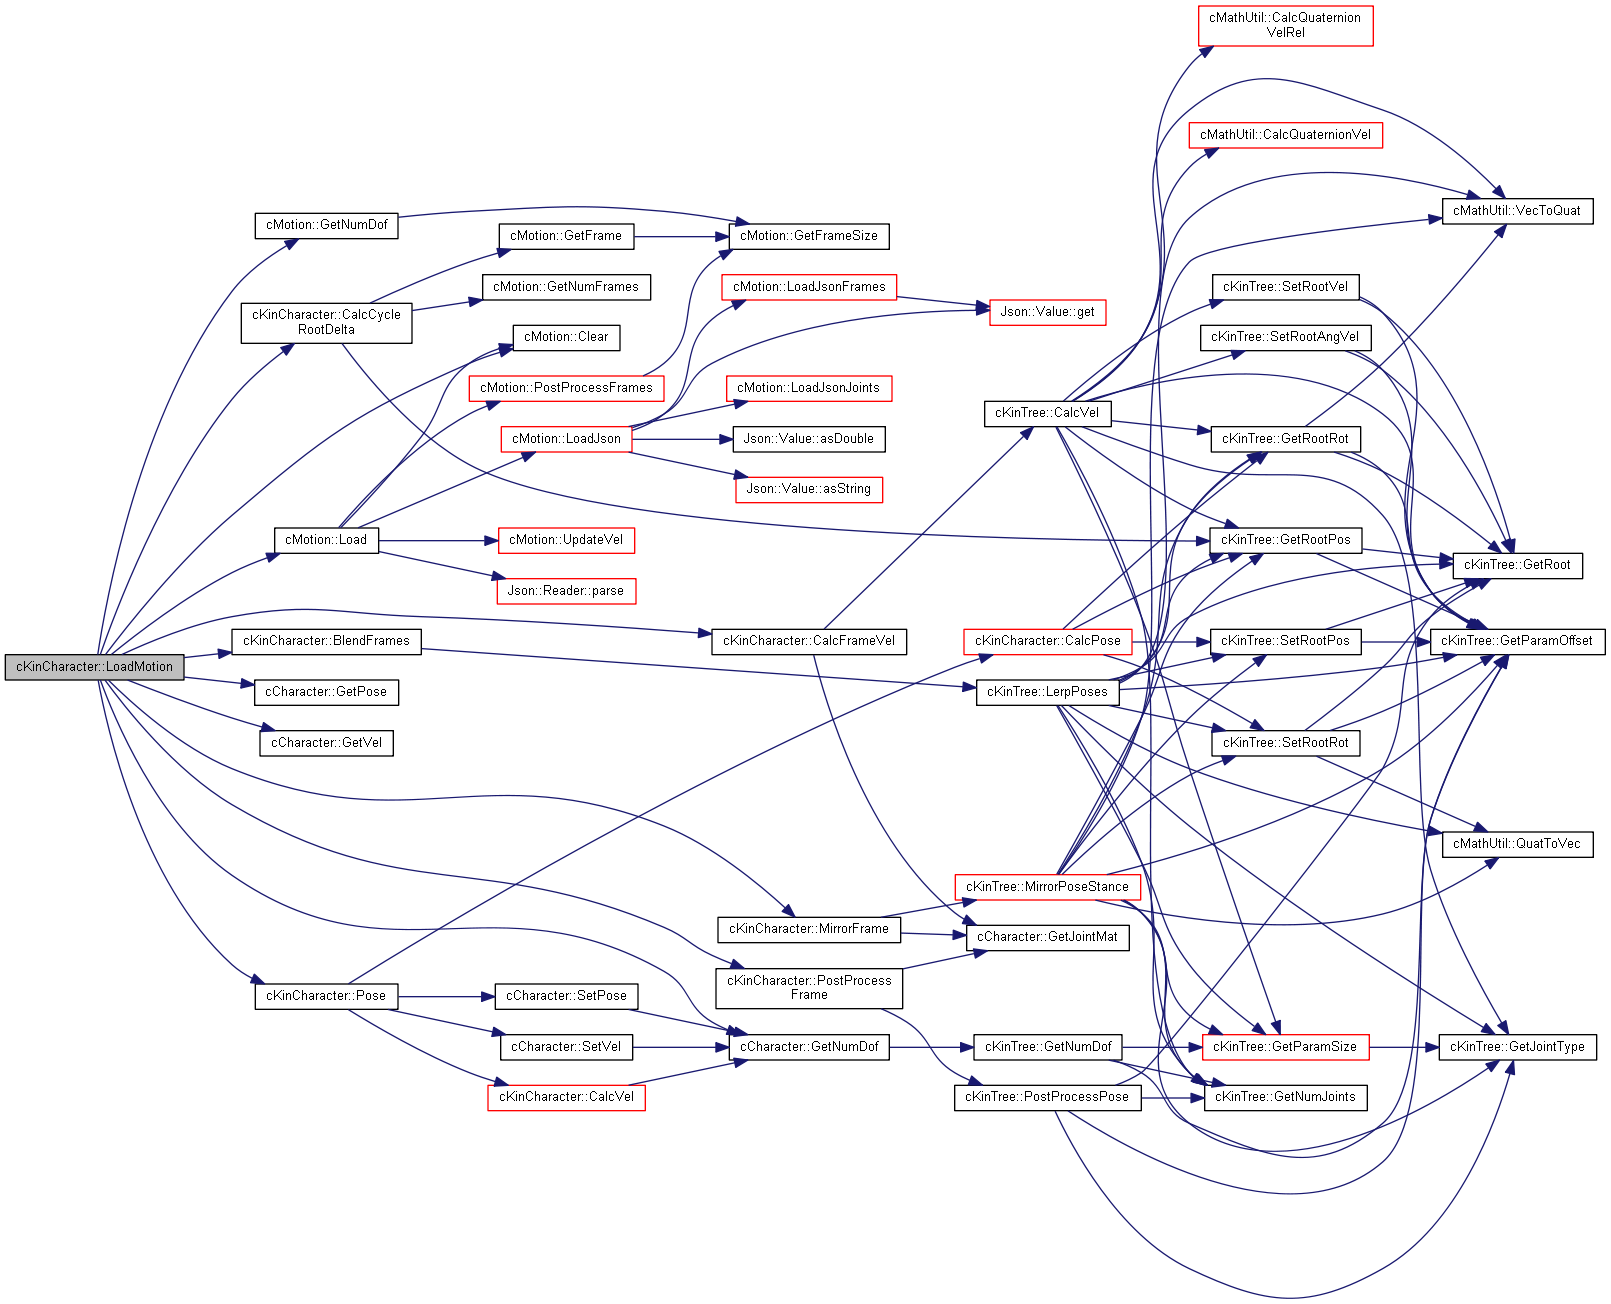 cMathUtil::CalcQuaternion
VelRel
cMathUtil::CalcQuaternionVel
cMotion::GetNumDof
cMotion::GetFrame
cMotion::GetFrameSize
cMathUtil::VecToQuat
cMotion::GetNumFrames
cMotion::LoadJsonFrames
cKinTree::SetRootVel
cKinCharacter::CalcCycle
RootDelta
Json::Value::get
cMotion::Clear
cKinTree::SetRootAngVel
cMotion::PostProcessFrames
cMotion::LoadJsonJoints
cKinTree::CalcVel
cMotion::LoadJson
Json::Value::asDouble
cKinTree::GetRootRot
Json::Value::asString
cMotion::Load
cMotion::UpdateVel
cKinTree::GetRootPos
cKinTree::GetRoot
Json::Reader::parse
cKinCharacter::BlendFrames
cKinCharacter::CalcFrameVel
cKinCharacter::CalcPose
cKinTree::SetRootPos
cKinTree::GetParamOffset
cKinCharacter::LoadMotion
cCharacter::GetPose
cKinTree::LerpPoses
cCharacter::GetVel
cKinTree::SetRootRot
cMathUtil::QuatToVec
cKinTree::MirrorPoseStance
cKinCharacter::MirrorFrame
cCharacter::GetJointMat
cKinCharacter::PostProcess
Frame
cKinCharacter::Pose
cCharacter::SetPose
cCharacter::SetVel
cCharacter::GetNumDof
cKinTree::GetNumDof
cKinTree::GetParamSize
cKinTree::GetJointType
cKinCharacter::CalcVel
cKinTree::PostProcessPose
cKinTree::GetNumJoints